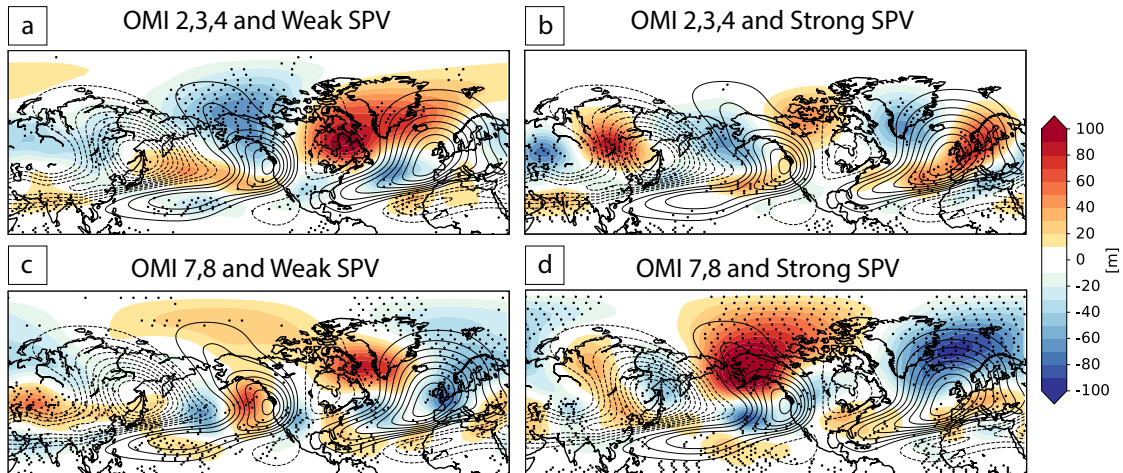 a
OMI 2,3,4 and Weak SPV
b
OMI 2,3,4 and Strong SPV
c
OMI 7,8 and Weak SPV
d
OMI 7,8 and Strong SPV
100
80
60
40
20
0
-20
-40
-60
-80
-100
[m]